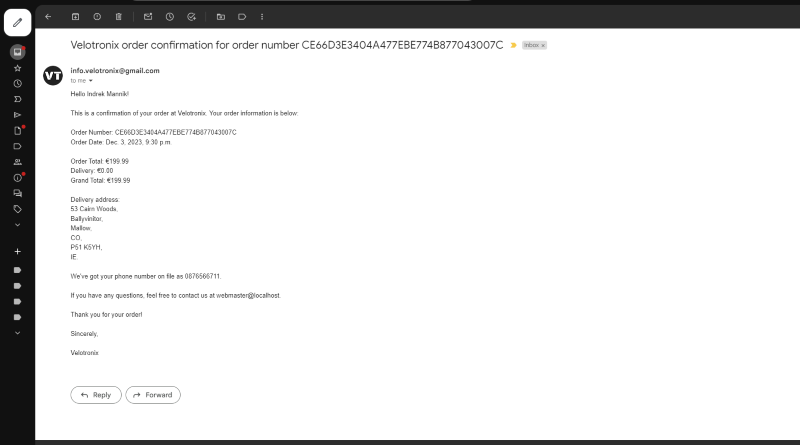 Velotronix order confirmation for order number CE66D3E3404A477EBE774B877043007C
Inbox x
VT
info.velotronix@gmail.com
to me
Hello Indrek Mannik!
This is a confirmation of your order at Velotronix. Your order information is below:
Order Number: CE66D3E3404A477EBE774B877043007C
Order Date: Dec. 3, 2023, 9:30 p.m.
Order Total: €199.99
Delivery: €0.00
Grand Total: €199.99
Delivery address:
53 Cairn Woods,
Ballyvinitor,
Mallow,
CO,
P51 K5YH,
IE.
We've got your phone number on file as 0876566711.
If you have any questions, feel free to contact us at webmaster@localhost.
Thank you for your order!
Sincerely,
Velotronix
Reply
Forward